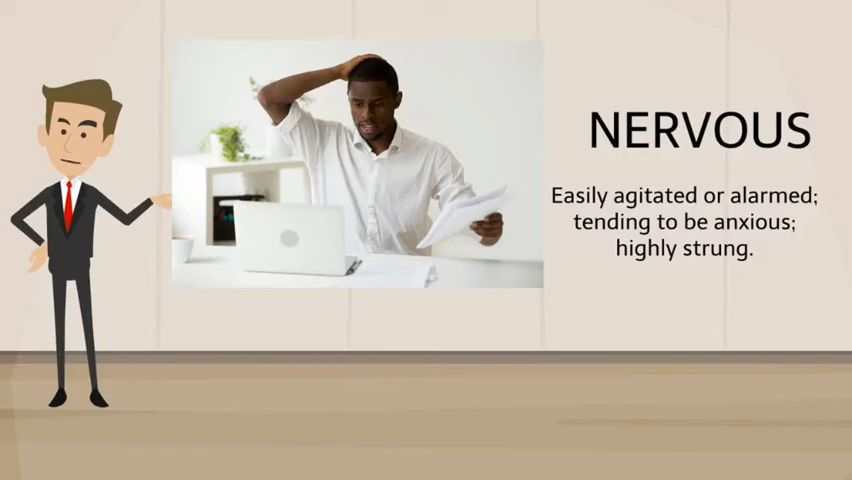 NERVOUS
Easily agitated or alarmed;
tending to be anxious;
highly strung.